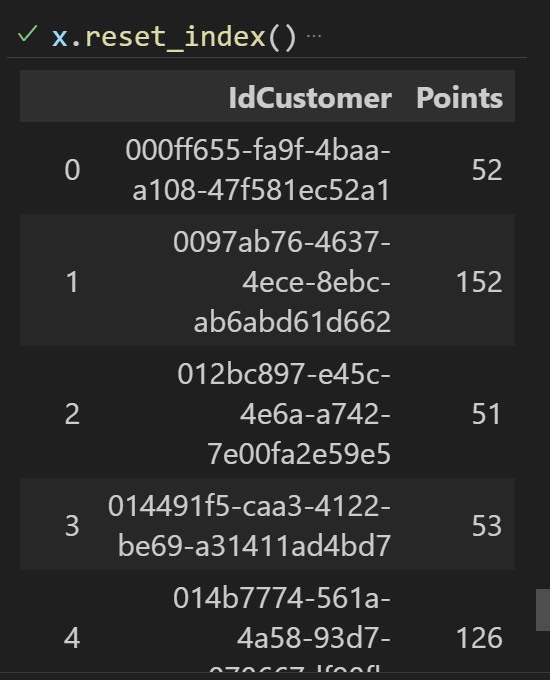 x.reset_index() ...
IdCustomer Points
000ff655-fa9f-4baa-
0 52
a108-47f581ec52a1
0097ab76-4637-
1 4ece-8ebc- 152
ab6abd61d662
012bc897-e45c-
2 4e6a-a742- 51
7e00fa2e59e5
014491f5-caa3-4122-
3 53
be69-a31411ad4bd7
014b7774-561a-
4 4a58-93d7- 126